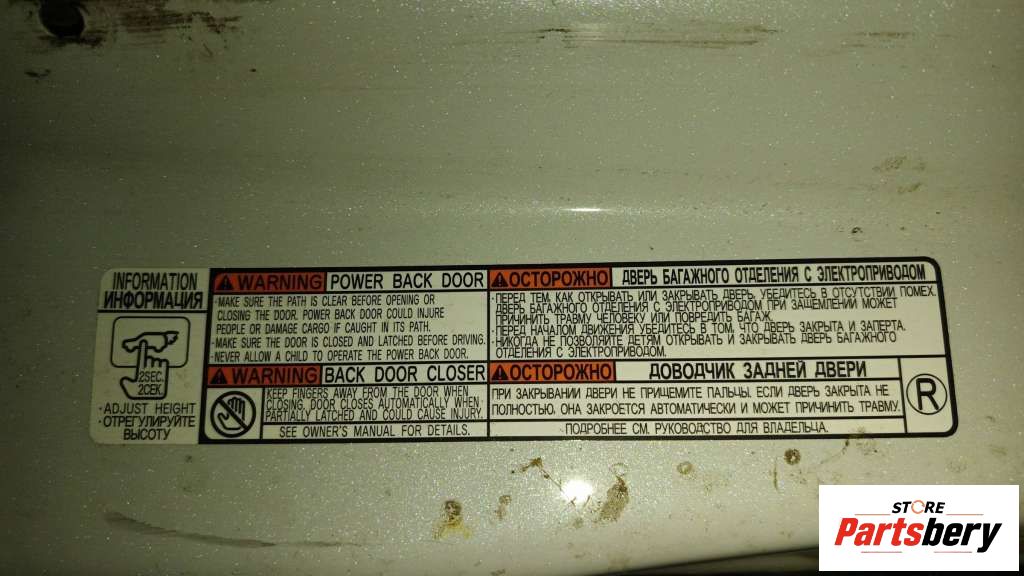 INFORMATION
ИНФОРМАЦИЯ
2SEC.
2СЕК.
·ADJUST HEIGHT
·ОТРЕГУЛИРУЙТЕ
ВЫСОТУ
WARNING POWER BACK DOOR
·MAKE SURE THE PATH IS CLEAR BEFORE OPENING OR
CLOSING THE DOOR. POWER BACK DOOR COULD INJURE
PEOPLE OR DAMAGE CARGO IF CAUGHT IN ITS PATH.
·MAKE SURE THE DOOR IS CLOSED AND LATCHED BEFORE DRIVING.
·NEVER ALLOW A CHILD TO OPERATE THE POWER BACK DOOR.
ОСТОРОЖНО ДВЕРЬ БАГАЖНОГО ОТДЕЛЕНИЯ С ЭЛЕКТРОПРИВОДОМ
·ПЕРЕД ТЕМ, КАК ОТКРЫВАТЬ ИЛИ ЗАКРЫВАТЬ ДВЕРЬ, УБЕДИТЕСЬ В ОТСУТСТВИИ ПОМЕХ.
ДВЕРЬ БАГАЖНОГО ОТДЕЛЕНИЯ С ЭЛЕКТРОПРИВОДОМ ПРИ ЗАЩЕМЛЕНИИ МОЖЕТ
ПРИЧИНИТЬ ТРАВМУ ЧЕЛОВЕКУ ИЛИ ПОВРЕДИТЬ БАГАЖ.
·ПЕРЕД НАЧАЛОМ ДВИЖЕНИЯ УБЕДИТЕСЬ В ТОМ, ЧТО ДВЕРЬ ЗАКРЫТА И ЗАПЕРТА.
·НИКОГДА НЕ ПОЗВОЛЯЙТЕ ДЕТЯМ ОТКРЫВАТЬ И ЗАКРЫВАТЬ ДВЕРЬ БАГАЖНОГО
ОТДЕЛЕНИЯ С ЭЛЕКТРОПРИВОДОМ.
WARNING BACK DOOR CLOSER
KEEP FINGERS AWAY FROM THE DOOR WHEN
CLOSING. DOOR CLOSES AUTOMATICALLY WHEN
PARTIALLY LATCHED AND COULD CAUSE INJURY.
SEE OWNER'S MANUAL FOR DETAILS.
ОСТОРОЖНО ДОВОДЧИК ЗАДНЕЙ ДВЕРИ
ПРИ ЗАКРЫВАНИИ ДВЕРИ НЕ ПРИЩЕМИТЕ ПАЛЬЦЫ. ЕСЛИ ДВЕРЬ ЗАКРЫТА НЕ
ПОЛНОСТЬЮ, ОНА ЗАКРОЕТСЯ АВТОМАТИЧЕСКИ И МОЖЕТ ПРИЧИНИТЬ ТРАВМУ.
·ПОДРОБНЕЕ СМ. РУКОВОДСТВО ДЛЯ ВЛАДЕЛЬЦА.
R
STORE
Partsbery